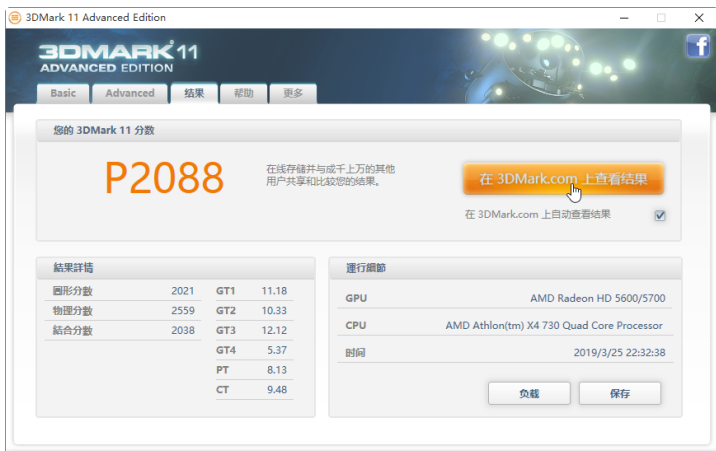 3DMark 11 Advanced Edition
3DMARK 11
ADVANCED EDITION
Basic Advanced 结果 帮助 更多
您的 3DMark 11 分数
P2088
在线存储并与成千上万的其他
用户共享和比较您的结果。
在 3DMark.com 上查看结果
在 3DMark.com 上自动查看结果
結果詳情
圖形分數 2021
物理分數 2559
結合分數 2038
GT1 11.18
GT2 10.33
GT3 12.12
GT4 5.37
PT 8.13
CT 9.48
運行細節
GPU AMD Radeon HD 5600/5700
CPU AMD Athlon(tm) X4 730 Quad Core Processor
时间 2019/3/25 22:32:38
负载 保存